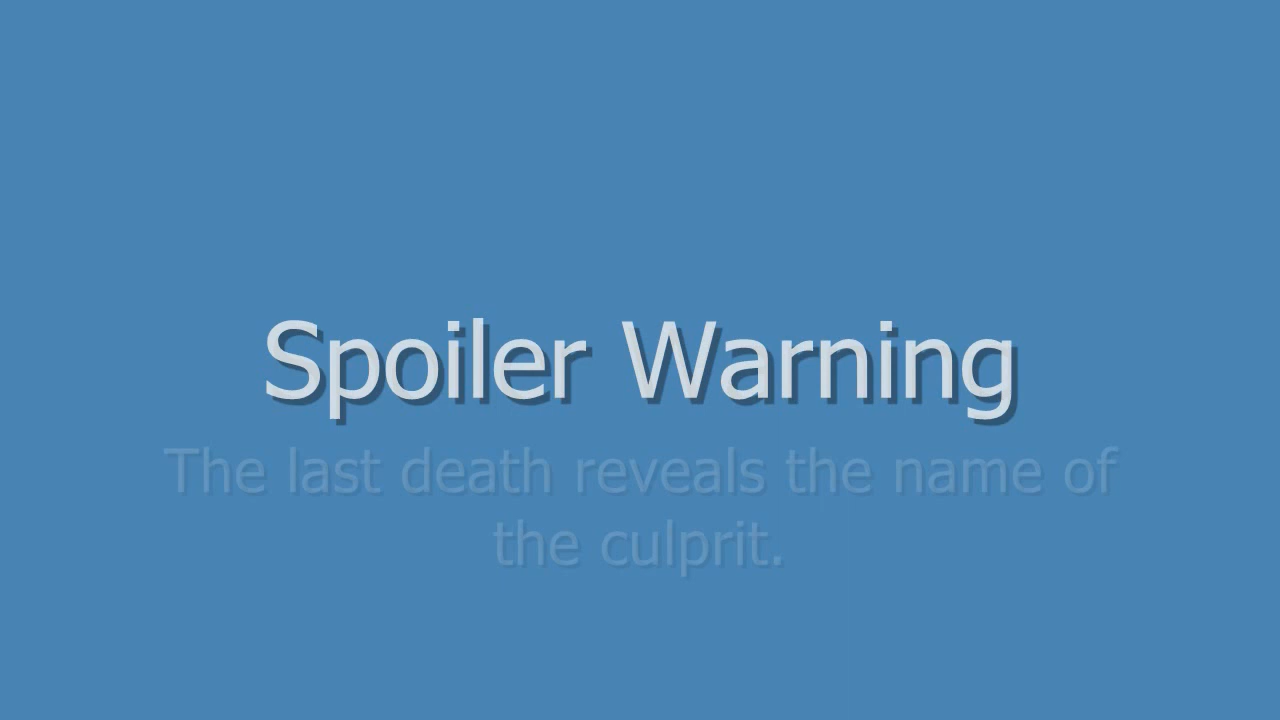 Spoiler Warning
The last death reveals the name of
the culprit.